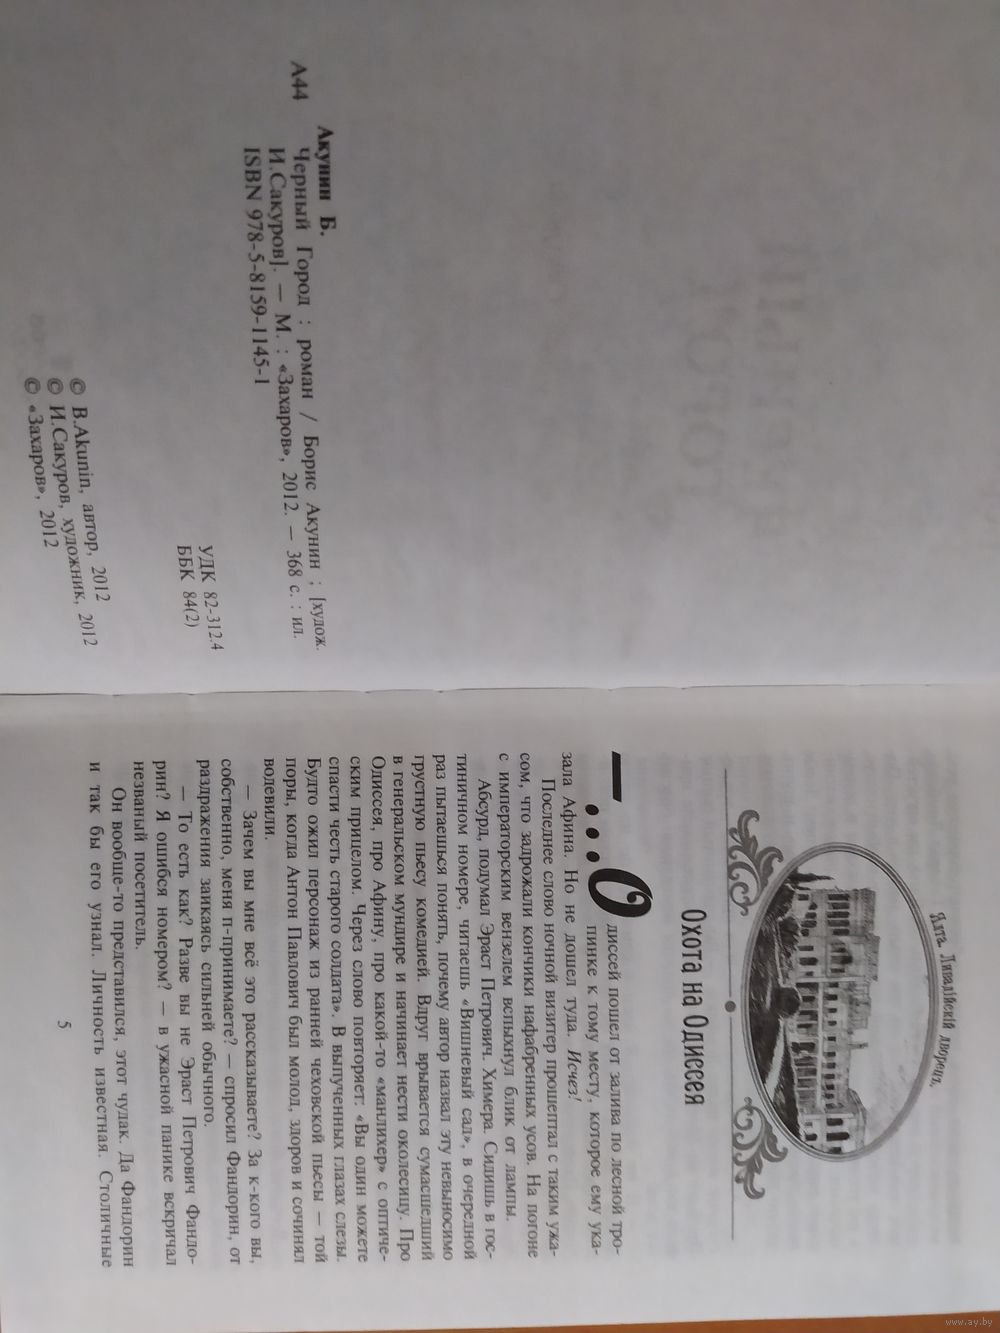 Акунин Б.
А44 Черный Город : роман / Борис Акунин ; [худож.
И.Сакуров]. — М. : «Захаров», 2012. — 368 с. : ил.
ISBN 978-5-8159-1145-1
УДК 82-312.4
ББК 84(2)
© B.Akunin, автор, 2012
© И.Сакуров, художник, 2012
© «Захаров», 2012
Ялта. Ливадійскій дворецъ.
Охота на Одиссея
—...Одиссей пошел от залива по лесной тро-
пинке к тому месту, которое ему ука-
зала Афина. Но не дошел туда. Исчез!
Последнее слово ночной визитер прошептал с таким ужа-
сом, что задрожали кончики нафабренных усов. На погоне
с императорским вензелем вспыхнул блик от лампы.
Абсурд, подумал Эраст Петрович. Химера. Сидишь в гос-
тиничном номере, читаешь «Вишневый сад», в очередной
раз пытаешься понять, почему автор назвал эту невыносимо
грустную пьесу комедией. Вдруг врывается сумасшедший
в генеральском мундире и начинает нести околесицу. Про
Одиссея, про Афину, про какой-то «манлихер» с оптиче-
ским прицелом. Через слово повторяет: «Вы один можете
спасти честь старого солдата». В выпученных глазах слезы.
Будто ожил персонаж из ранней чеховской пьесы — той
поры, когда Антон Павлович был молод, здоров и сочинял
водевили.
— Зачем вы мне всё это рассказываете? За к-кого вы,
собственно, меня п-принимаете? — спросил Фандорин, от
раздражения заикаясь сильней обычного.
— То есть как? Разве вы не Эраст Петрович Фандо-
рин? Я ошибся номером? — в ужасной панике вскричал
незваный посетитель.
Он вообще-то представился, этот чудак. Да Фандорин
и так бы его узнал. Личность известная. Столичные
5
www.ay.by